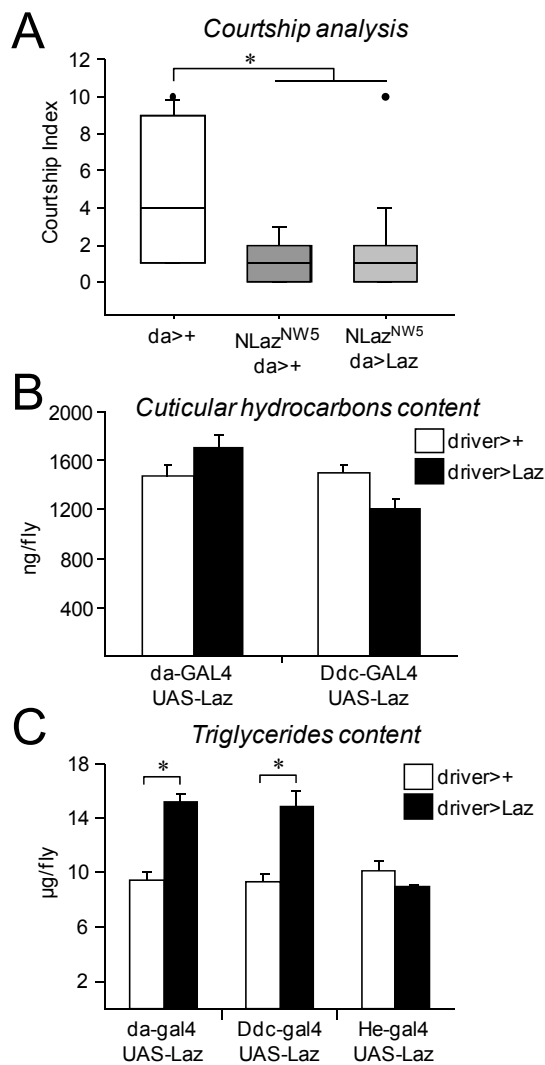 A
Courtship analysis
12
10
8
6
4
2
0
Courtship Index
*
da>+
NLazNW5
da>+
NLazNW5
da>Laz
B
Cuticular hydrocarbons content
2000
1600
1200
800
400
ng/fly
driver>+
driver>Laz
da-GAL4
UAS-Laz
Ddc-GAL4
UAS-Laz
C
Triglycerides content
18
14
10
6
2
µg/fly
*
*
driver>+
driver>Laz
da-gal4
UAS-Laz
Ddc-gal4
UAS-Laz
He-gal4
UAS-Laz